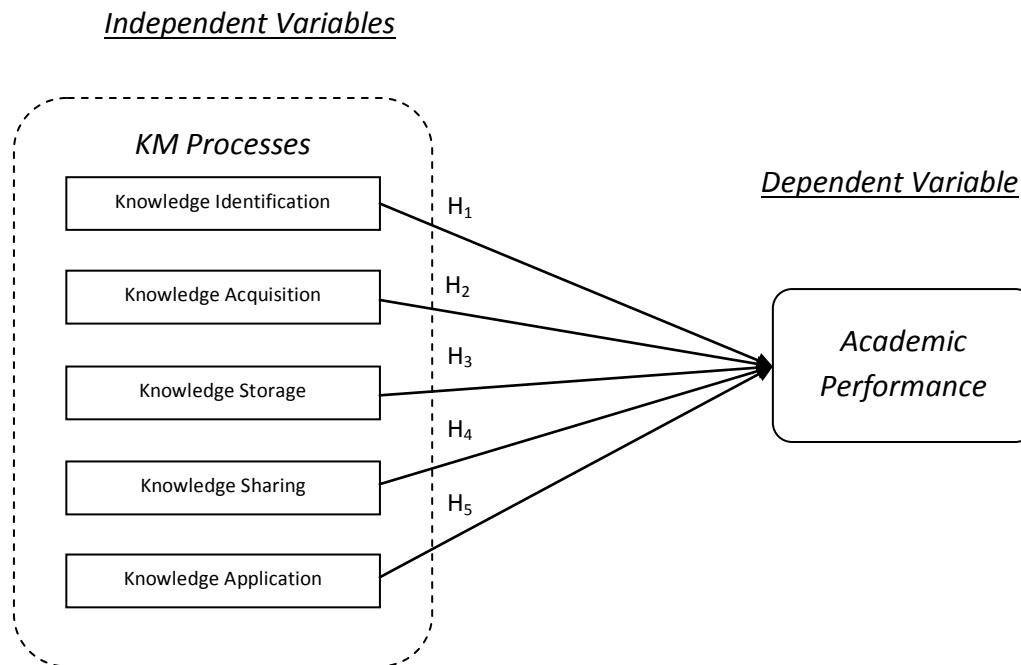 Independent Variables
KM Processes
Knowledge Identification
Knowledge Acquisition
Knowledge Storage
Knowledge Sharing
Knowledge Application
H₁
H₂
H₃
H₄
H₅
Dependent Variable
Academic
Performance